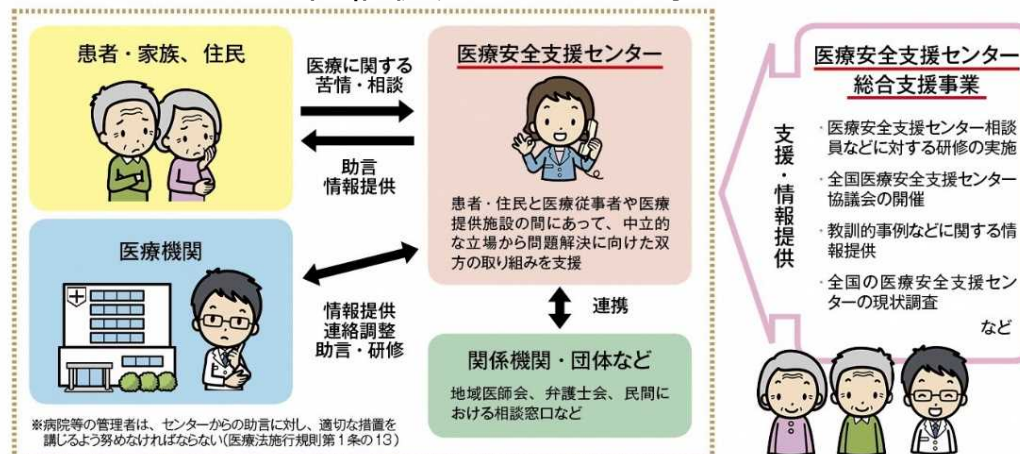 患者・家族、住民
医療に関する
苦情・相談
助言
情報提供
医療安全支援センター
患者・住民と医療従事者や医療
提供施設の間にあって、中立的
な立場から問題解決に向けた双
方の取り組みを支援
医療機関
情報提供
連絡調整
助言・研修
連携
関係機関・団体など
地域医師会、弁護士会、民間に
おける相談窓口など
※病院等の管理者は、センターからの助言に対し、適切な措置を
講じるよう努めなければならない(医療法施行規則第1条の13)
医療安全支援センター
総合支援事業
支援・情報提供
・医療安全支援センター相談
員などに対する研修の実施
・全国医療安全支援センター
協議会の開催
・教訓的事例などに関する情
報提供
・全国の医療安全支援セン
ターの現状調査
など